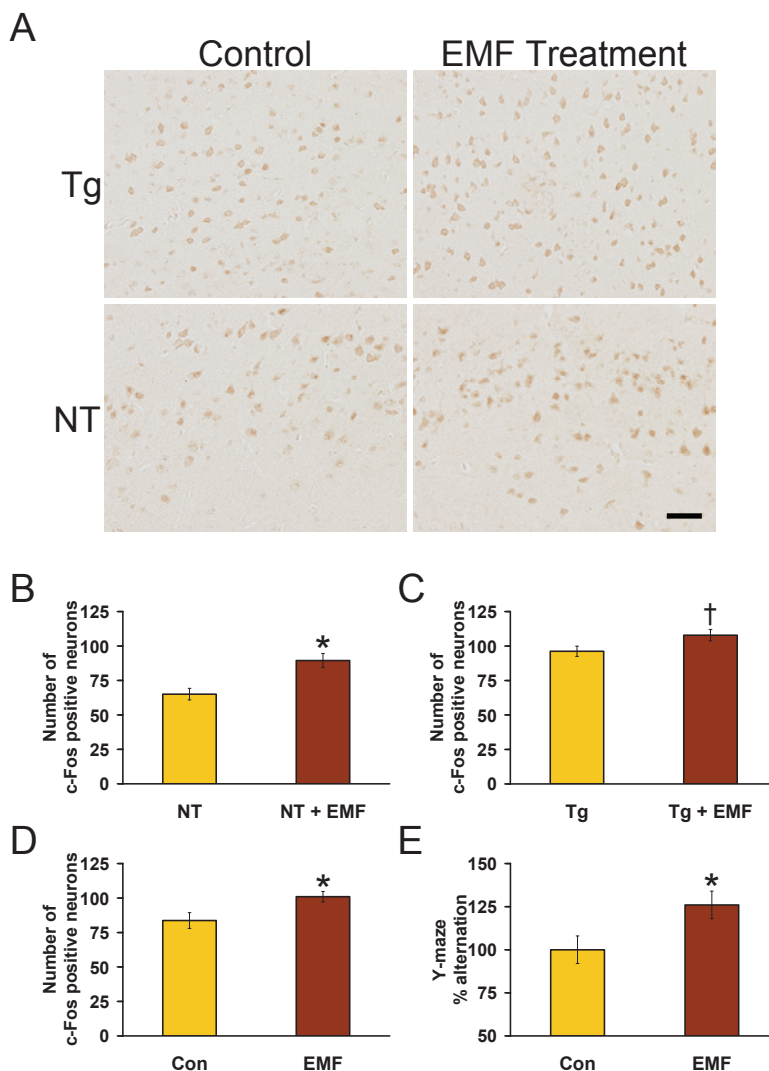 A
Control
EMF Treatment
Tg
NT
B
Number of
c-Fos positive neurons
125
100
75
50
25
0
*
NT
NT + EMF
C
Number of
c-Fos positive neurons
125
100
75
50
25
0
†
Tg
Tg + EMF
D
Number of
c-Fos positive neurons
125
100
75
50
25
0
*
Con
EMF
E
Y-maze
% alternation
150
125
100
75
50
*
Con
EMF